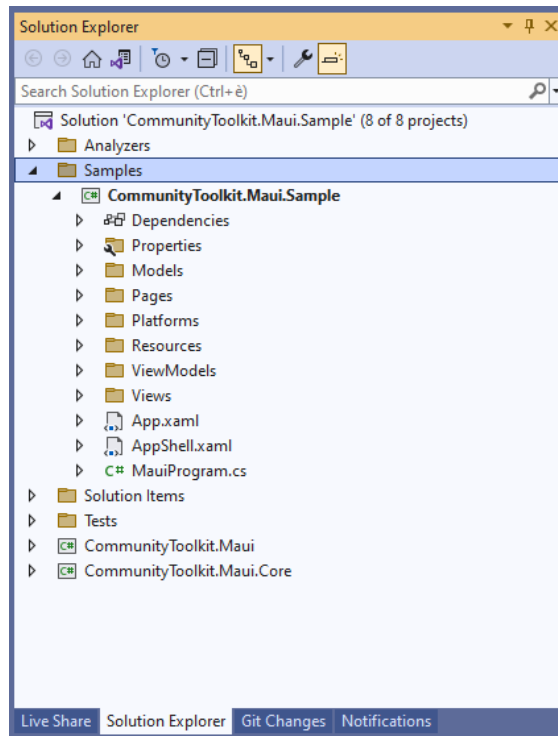 Solution Explorer
Search Solution Explorer (Ctrl+è)
Solution 'CommunityToolkit.Maui.Sample' (8 of 8 projects)
Analyzers
Samples
C# CommunityToolkit.Maui.Sample
Dependencies
Properties
Models
Pages
Platforms
Resources
ViewModels
Views
App.xaml
AppShell.xaml
C# MauiProgram.cs
Solution Items
Tests
C# CommunityToolkit.Maui
C# CommunityToolkit.Maui.Core
Live Share Solution Explorer Git Changes Notifications